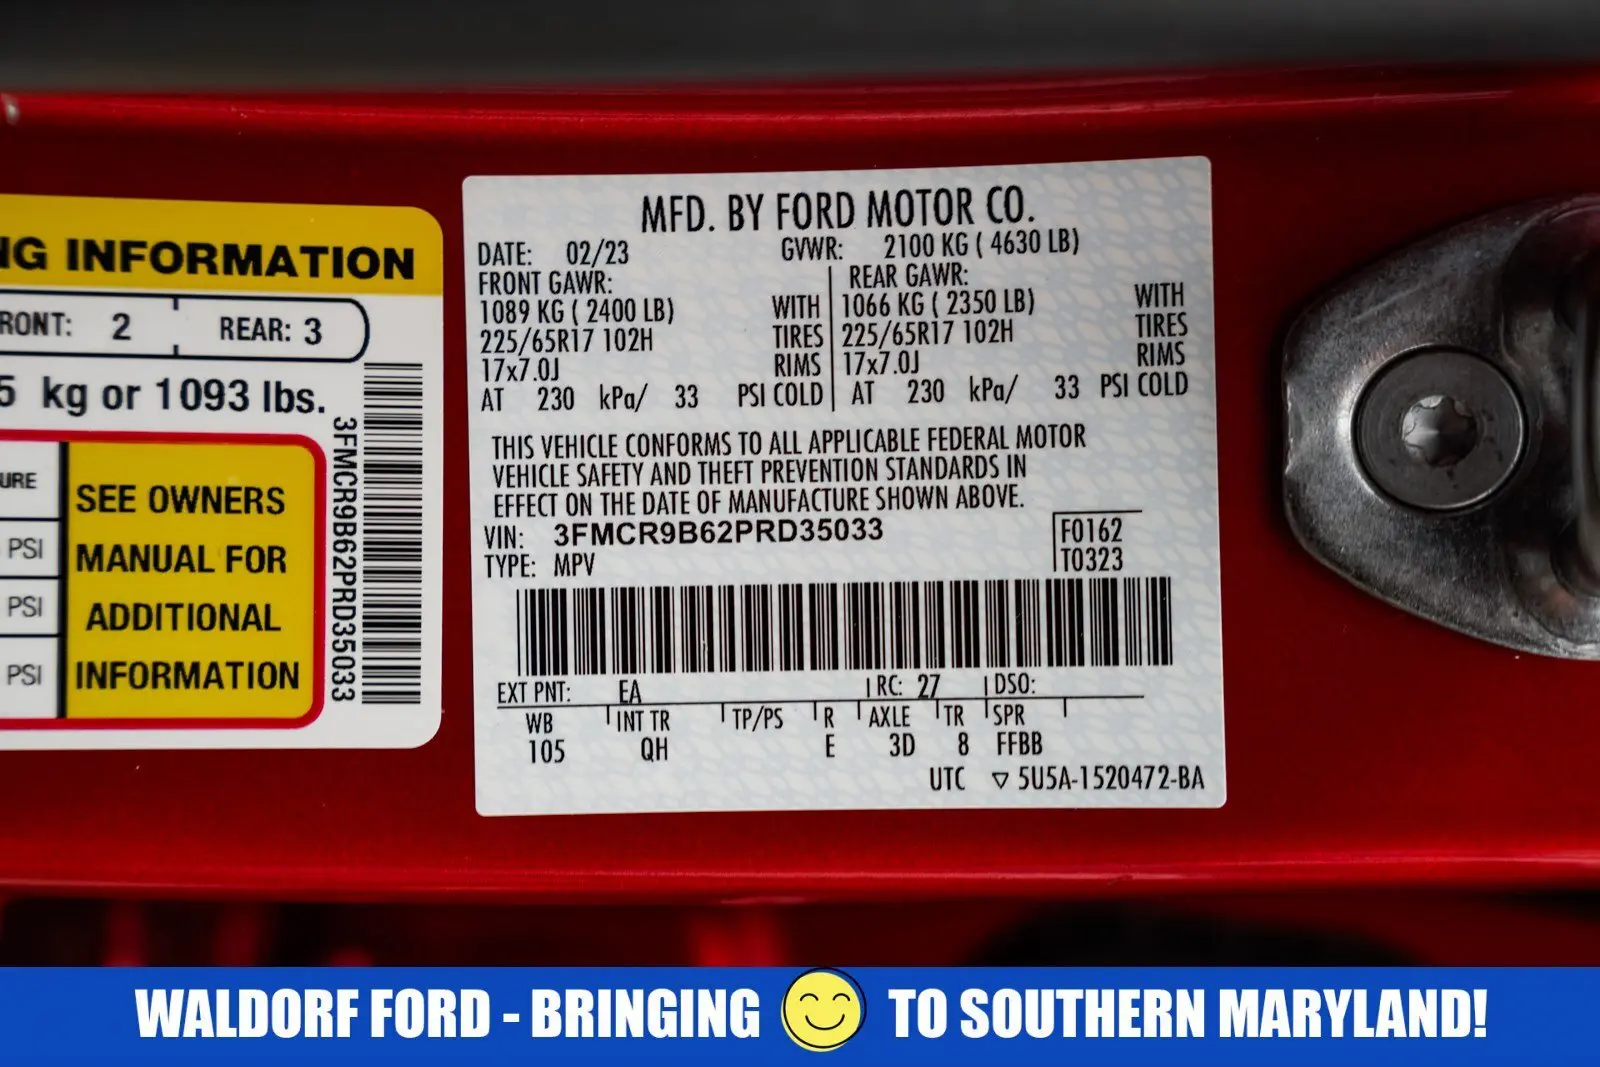 NG INFORMATION
RONT: 2 REAR: 3
5 kg or 1093 lbs.
URE
PSI
PSI
PSI
SEE OWNERS
MANUAL FOR
ADDITIONAL
INFORMATION
3FMCR9B62PRD35033
MFD. BY FORD MOTOR CO.
DATE: 02/23 GVWR: 2100 KG ( 4630 LB)
FRONT GAWR: REAR GAWR:
1089 KG ( 2400 LB) WITH 1066 KG ( 2350 LB) WITH
225/65R17 102H TIRES 225/65R17 102H TIRES
17x7.0J RIMS 17x7.0J RIMS
AT 230 kPa/ 33 PSI COLD AT 230 kPa/ 33 PSI COLD
THIS VEHICLE CONFORMS TO ALL APPLICABLE FEDERAL MOTOR
VEHICLE SAFETY AND THEFT PREVENTION STANDARDS IN
EFFECT ON THE DATE OF MANUFACTURE SHOWN ABOVE.
VIN: 3FMCR9B62PRD35033 F0162
TYPE: MPV T0323
EXT PNT: EA RC: 27 DSO:
WB INT TR TP/PS R AXLE TR SPR
105 QH E 3D 8 FFBB
UTC ▽ 5U5A-1520472-BA
WALDORF FORD - BRINGING TO SOUTHERN MARYLAND!